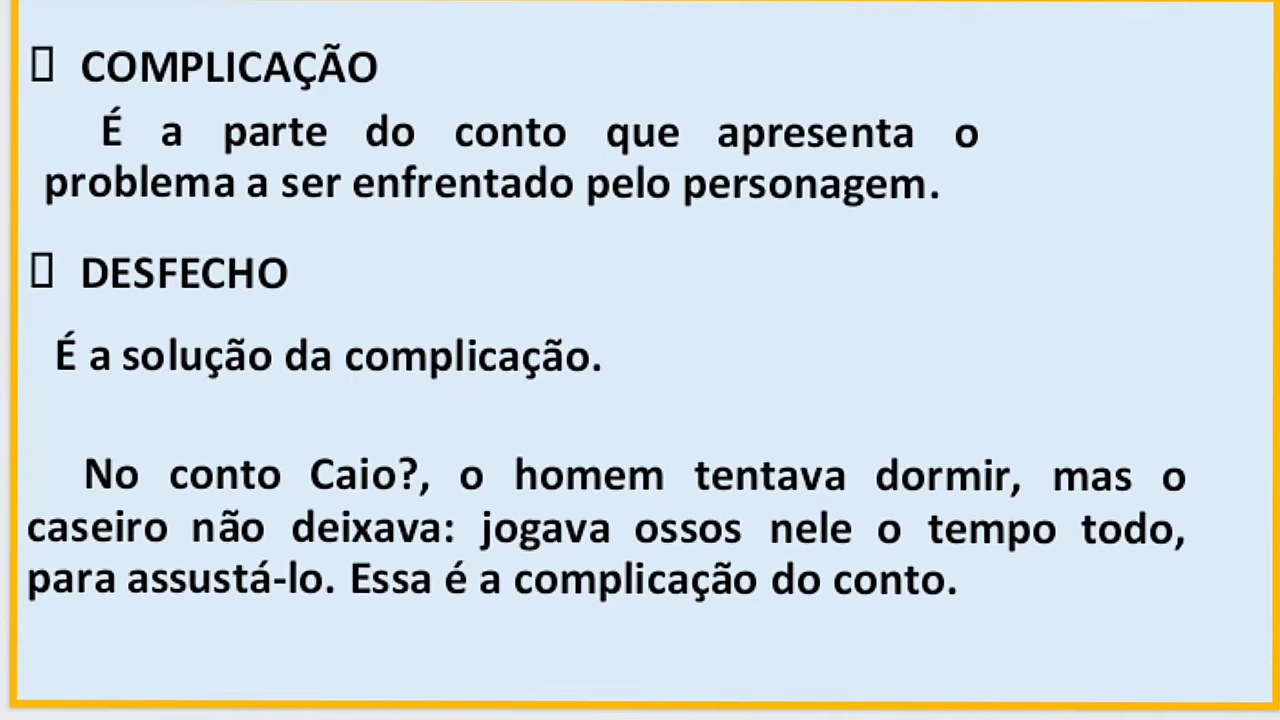 COMPLICAÇÃO
É a parte do conto que apresenta o
problema a ser enfrentado pelo personagem.
DESFECHO
É a solução da complicação.
No conto Caio?, o homem tentava dormir, mas o
caseiro não deixava: jogava ossos nele o tempo todo,
para assustá-lo. Essa é a complicação do conto.